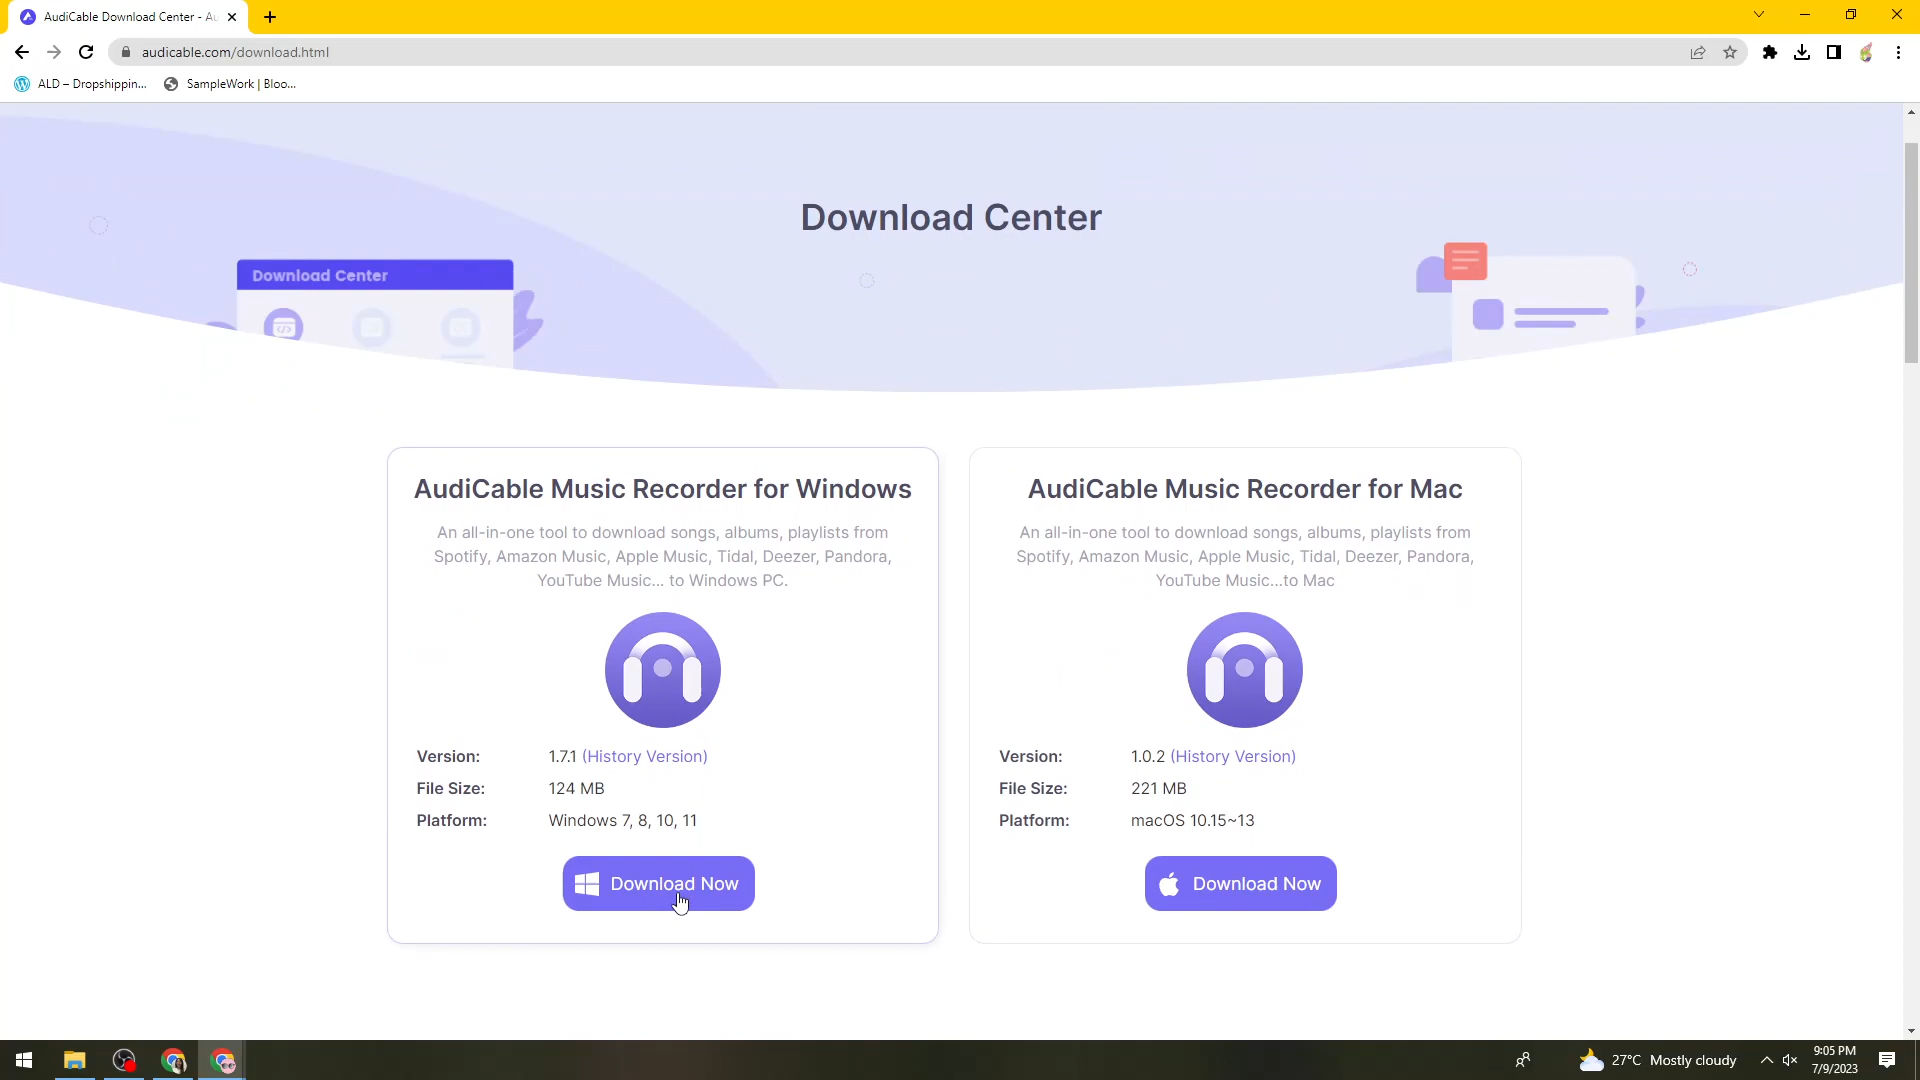 AudiCable Download Center - Au
audicable.com/download.html
ALD – Dropshippin...
SampleWork | Bloo...
Download Center
Download Center
AudiCable Music Recorder for Windows
An all-in-one tool to download songs, albums, playlists from
Spotify, Amazon Music, Apple Music, Tidal, Deezer, Pandora,
YouTube Music... to Windows PC.
Version: 1.7.1 (History Version)
File Size: 124 MB
Platform: Windows 7, 8, 10, 11
Download Now
AudiCable Music Recorder for Mac
An all-in-one tool to download songs, albums, playlists from
Spotify, Amazon Music, Apple Music, Tidal, Deezer, Pandora,
YouTube Music...to Mac
Version: 1.0.2 (History Version)
File Size: 221 MB
Platform: macOS 10.15~13
Download Now
27°C Mostly cloudy
9:05 PM
7/9/2023